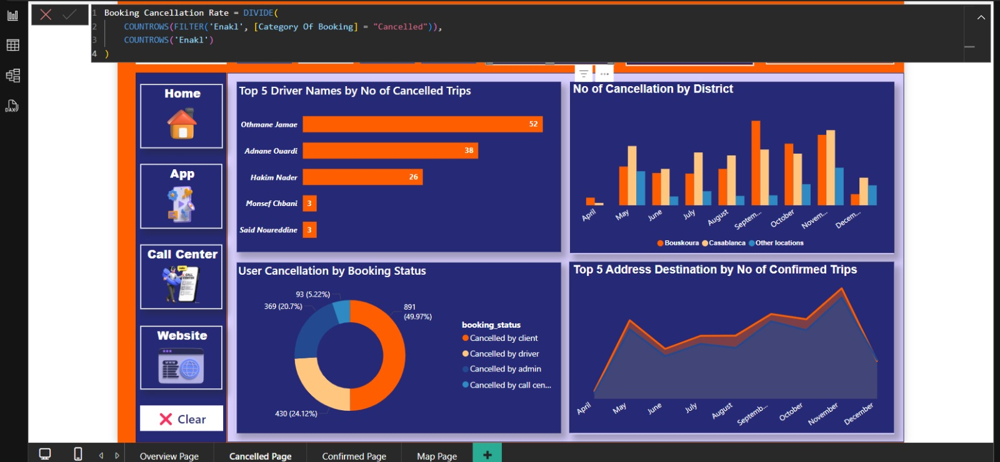 1 Booking Cancellation Rate = DIVIDE(
2 COUNTROWS(FILTER('Enakl', [Category Of Booking] = "Cancelled")),
3 COUNTROWS('Enakl')
4 )
DAX
Home
App
Call Center
CALL CENTER
Website
WWW
Clear
Top 5 Driver Names by No of Cancelled Trips
Othmane Jamae 52
Adnane Ouardi 38
Hakim Nader 26
Monsef Chbani 3
Said Noureddine 3
No of Cancellation by District
April May June July August Septem... October Novem... Decem...
Bouskoura Casablanca Other locations
User Cancellation by Booking Status
93 (5.22%)
369 (20.7%)
891
(49.97%)
430 (24.12%)
booking_status
Cancelled by client
Cancelled by driver
Cancelled by admin
Cancelled by call cen...
Top 5 Address Destination by No of Confirmed Trips
April May June July August Septemb... October November December
Overview Page Cancelled Page Confirmed Page Map Page +